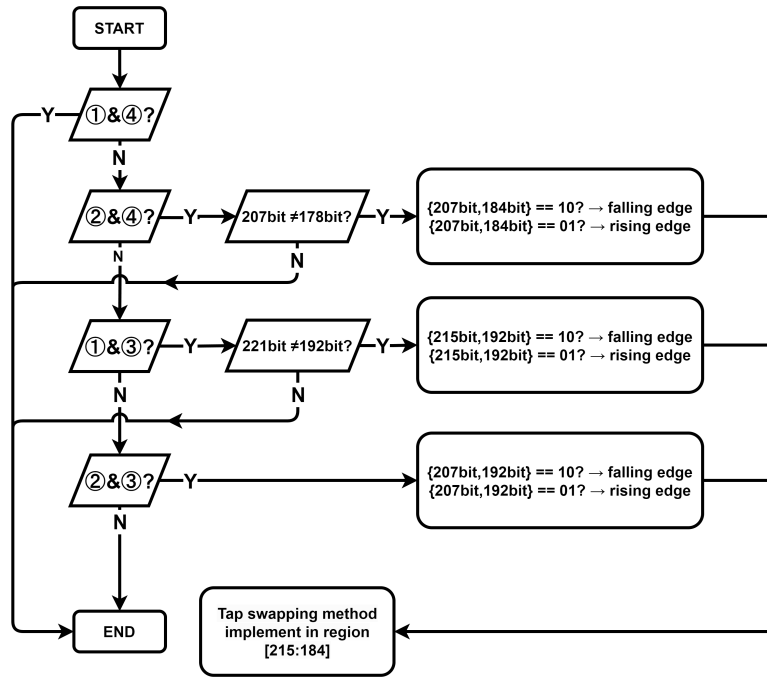 START
①&④?
Y
N
②&④?
Y
207bit ≠178bit?
Y
{207bit,184bit} == 10? → falling edge
{207bit,184bit} == 01? → rising edge
N
N
①&③?
Y
221bit ≠192bit?
Y
{215bit,192bit} == 10? → falling edge
{215bit,192bit} == 01? → rising edge
N
N
②&③?
Y
{207bit,192bit} == 10? → falling edge
{207bit,192bit} == 01? → rising edge
N
END
Tap swapping method
implement in region
[215:184]